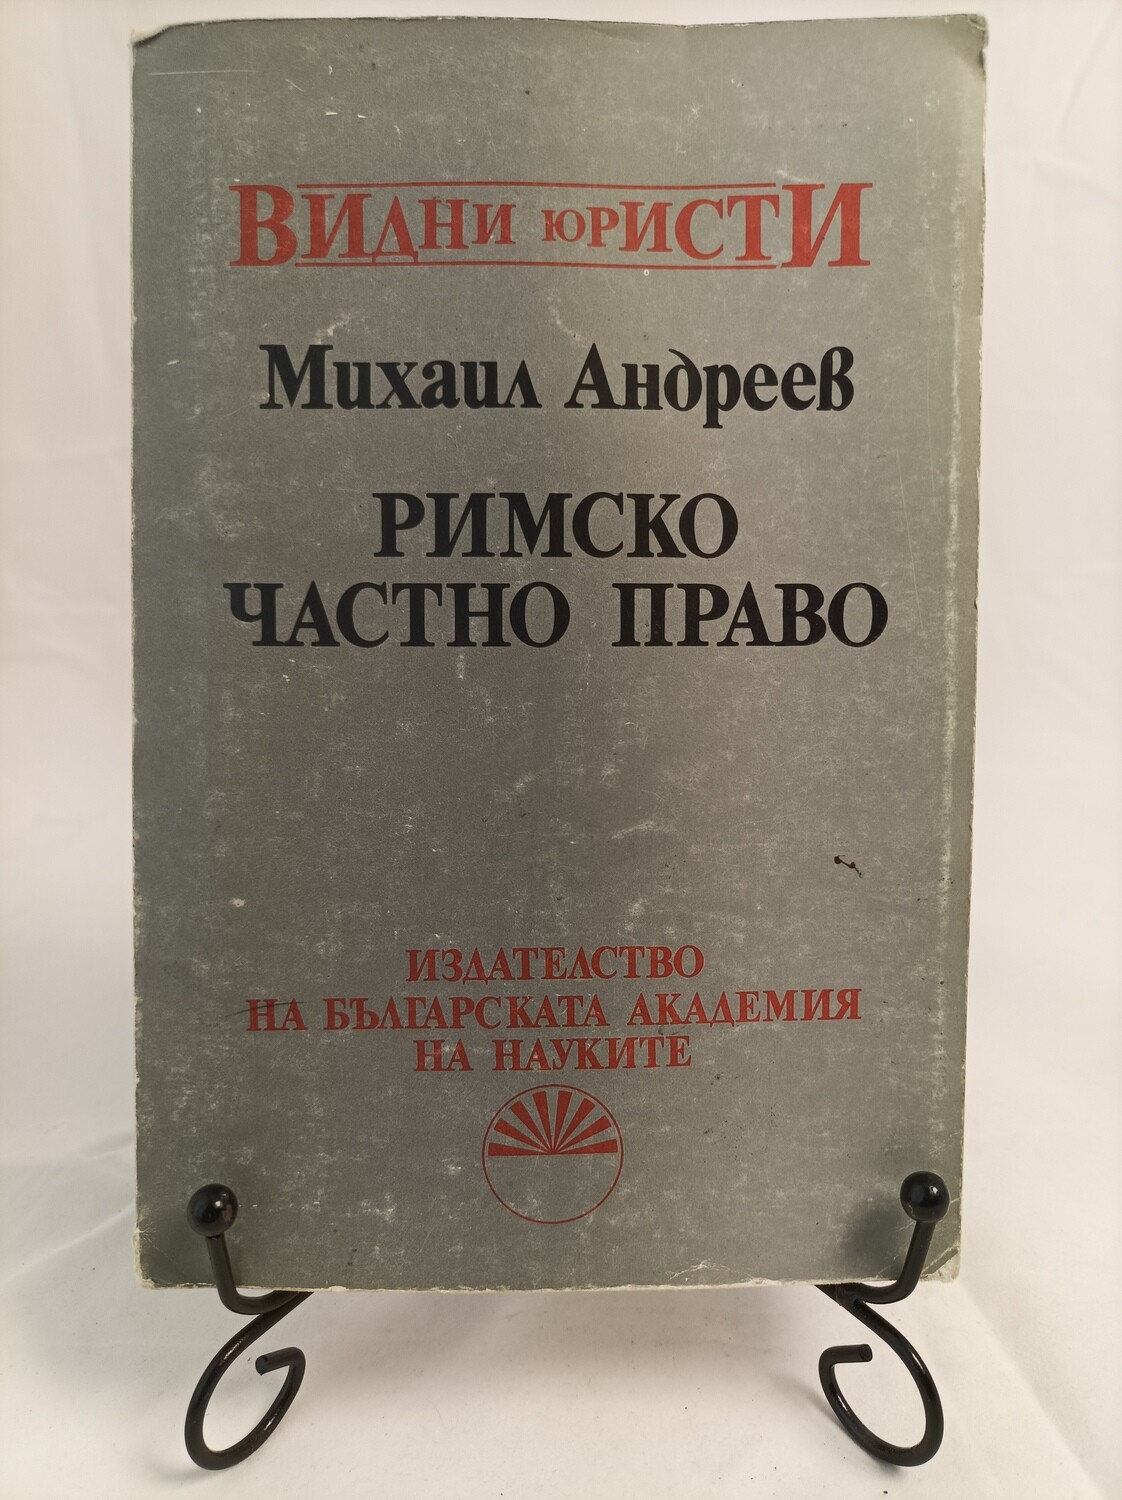 ВИДНИ ЮРИСТИ
Михаил Андреев
РИМСКО
ЧАСТНО ПРАВО
ИЗДАТЕЛСТВО
НА БЪЛГАРСКАТА АКАДЕМИЯ
НА НАУКИТЕ